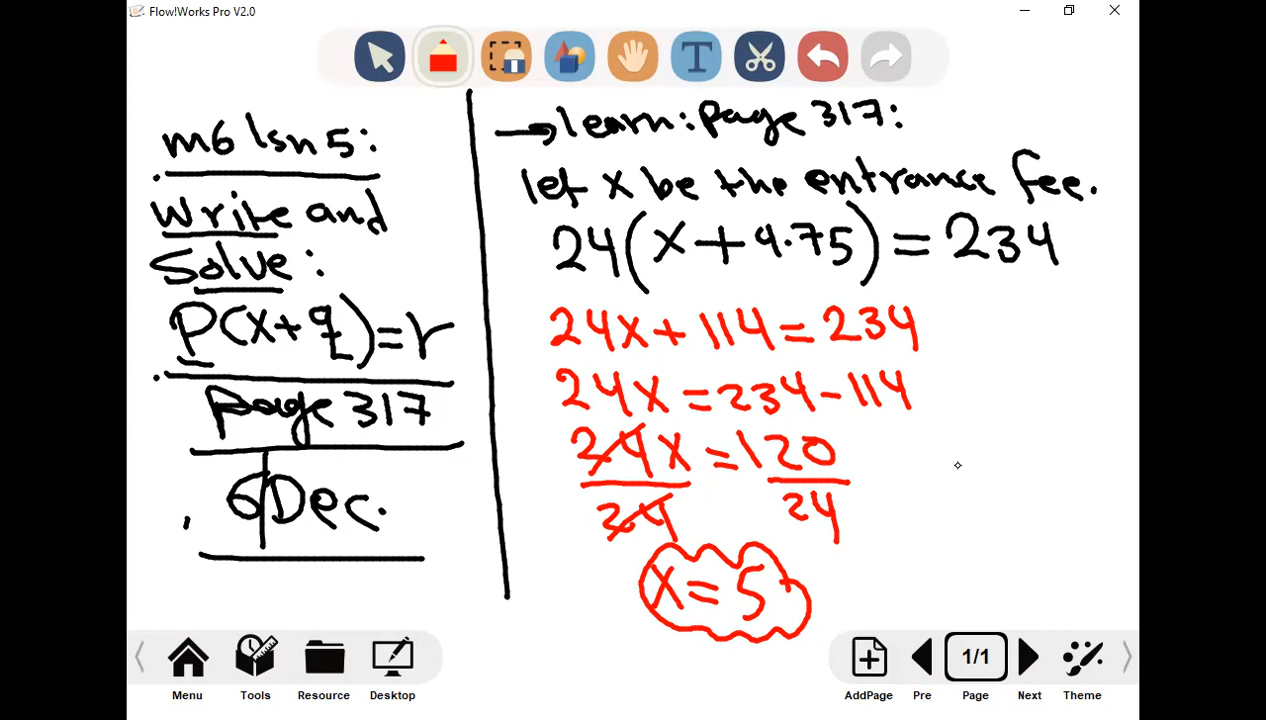 Flow!Works Pro V2.0
m6 lsn 5:
Write and
Solve:
P(x+q)=r
page 317
6 Dec.
→learn: page 317:
let x be the entrance fee.
24(x+4.75)=234
24x+114=234
24x=234-114
24x=120
24 24
x=5
Menu
Tools
Resource
Desktop
AddPage
Pre
1/1
Page
Next
Theme